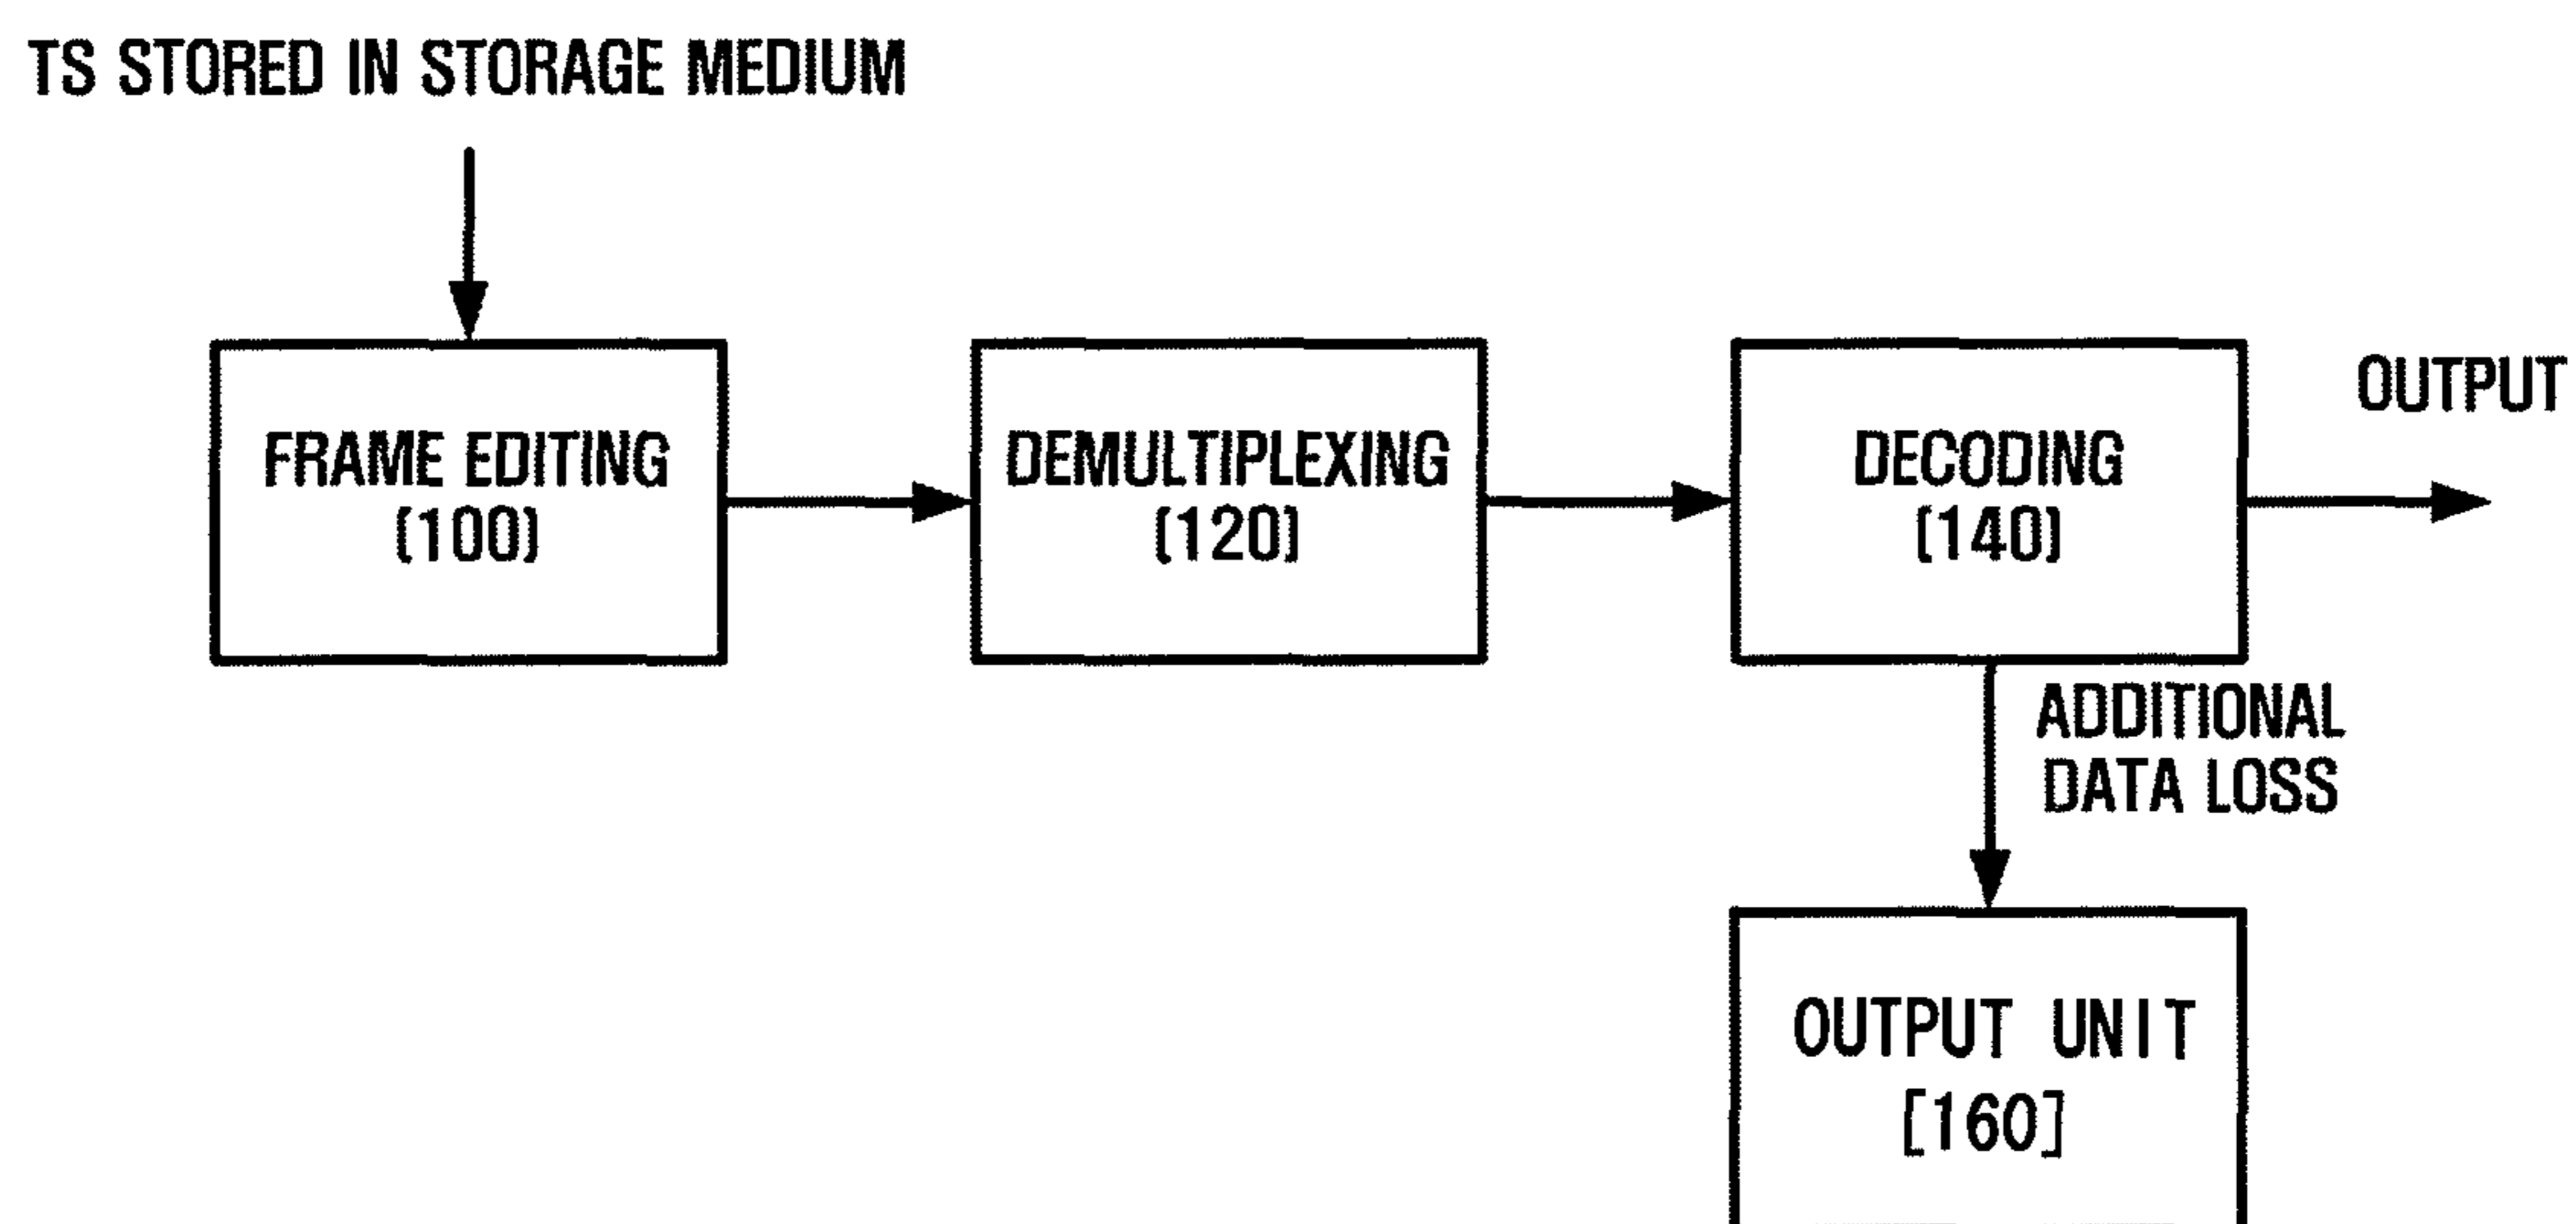 TS STORED IN STORAGE MEDIUM
FRAME EDITING
(100)
DEMULTIPLEXING
(120)
DECODING
(140)
OUTPUT
ADDITIONAL
DATA LOSS
OUTPUT UNIT
[160]